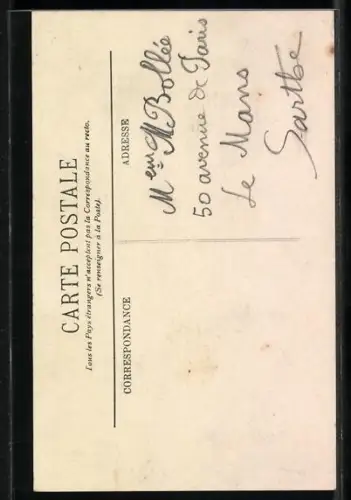 CARTE POSTALE
Tous les Pays étrangers n'acceptent pas la Correspondance au recto.
(Se renseigner à la Poste).
CORRESPONDANCE
ADRESSE
Mem M Bollée
50 avenue de Paris
Le Mans
Sarthe